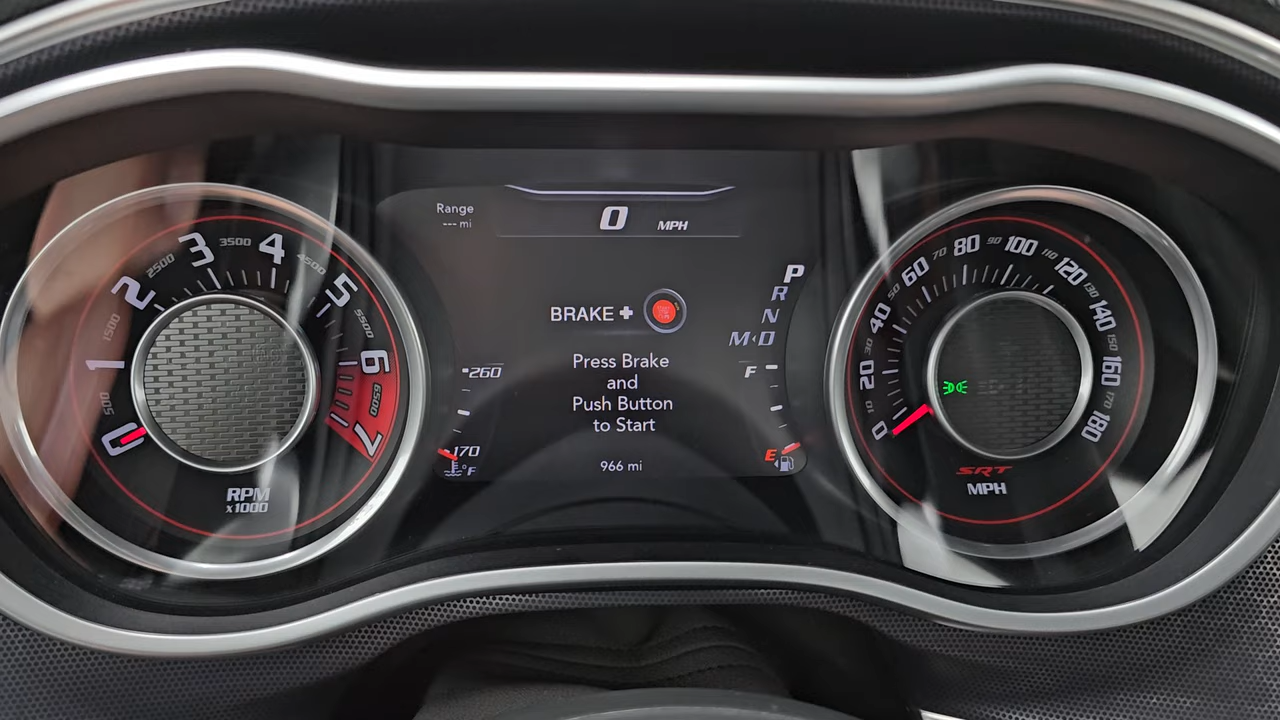 Range
--- mi
0 MPH
BRAKE +
Press Brake
and
Push Button
to Start
966 mi
P
R
N
M‹D
260
170
°F
F
E
0
500
1
1500
2
2500
3
3500
4
4500
5
5500
6
6500
7
RPM
x1000
0
10
20
30
40
50
60
70
80
90
100
110
120
130
140
150
160
170
180
SRT
MPH